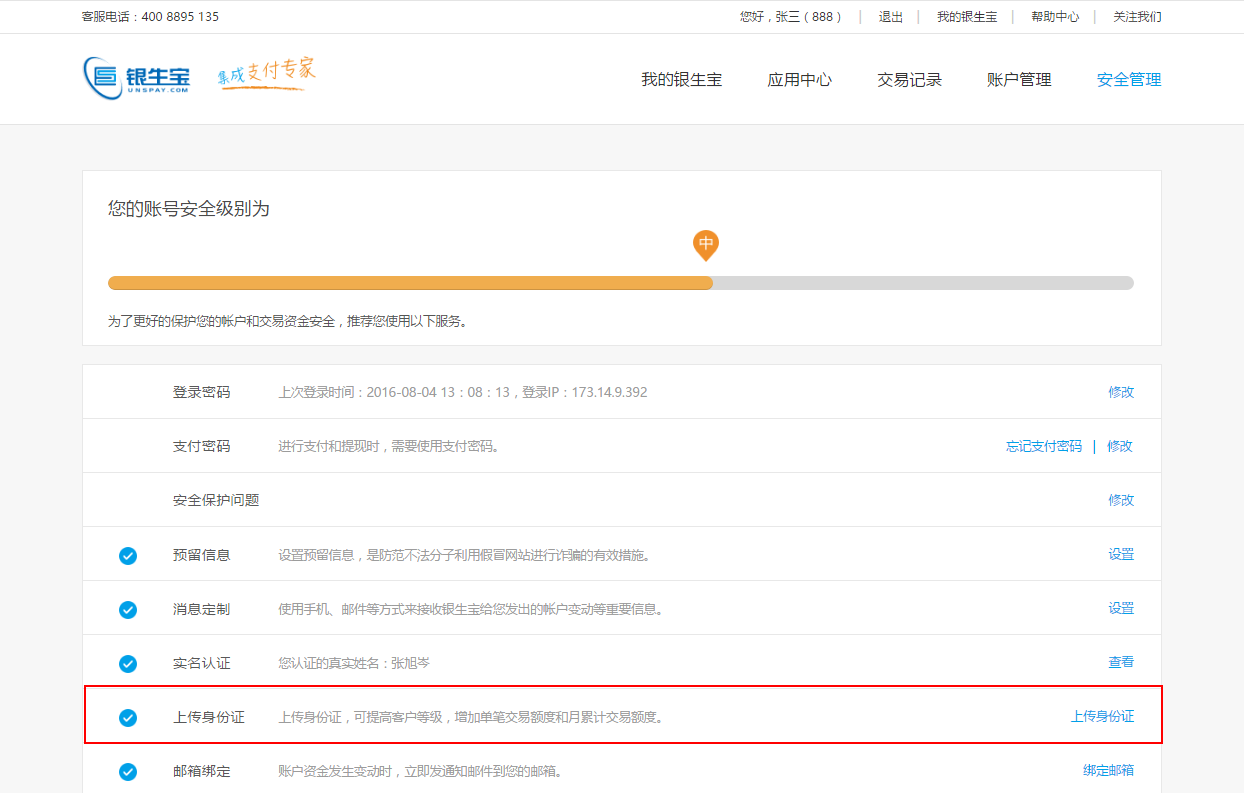 客服电话：400 8895 135
您好，张三（888） | 退出 | 我的银生宝 | 帮助中心 | 关注我们
银生宝 UNSPAY.COM 集成支付专家
我的银生宝 应用中心 交易记录 账户管理 安全管理
您的账号安全级别为
中
为了更好的保护您的帐户和交易资金安全，推荐您使用以下服务。
登录密码 上次登录时间：2016-08-04 13：08：13，登录IP：173.14.9.392 修改
支付密码 进行支付和提现时，需要使用支付密码。 忘记支付密码 | 修改
安全保护问题 修改
预留信息 设置预留信息，是防范不法分子利用假冒网站进行诈骗的有效措施。 设置
消息定制 使用手机、邮件等方式来接收银生宝给您发出的帐户变动等重要信息。 设置
实名认证 您认证的真实姓名：张旭岑 查看
上传身份证 上传身份证，可提高客户等级，增加单笔交易额度和月累计交易额度。 上传身份证
邮箱绑定 账户资金发生变动时，立即发通知邮件到您的邮箱。 绑定邮箱